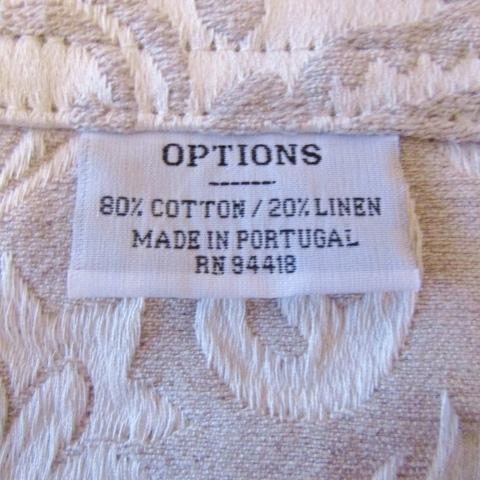 OPTIONS
80% COTTON / 20% LINEN
MADE IN PORTUGAL
RN 94418